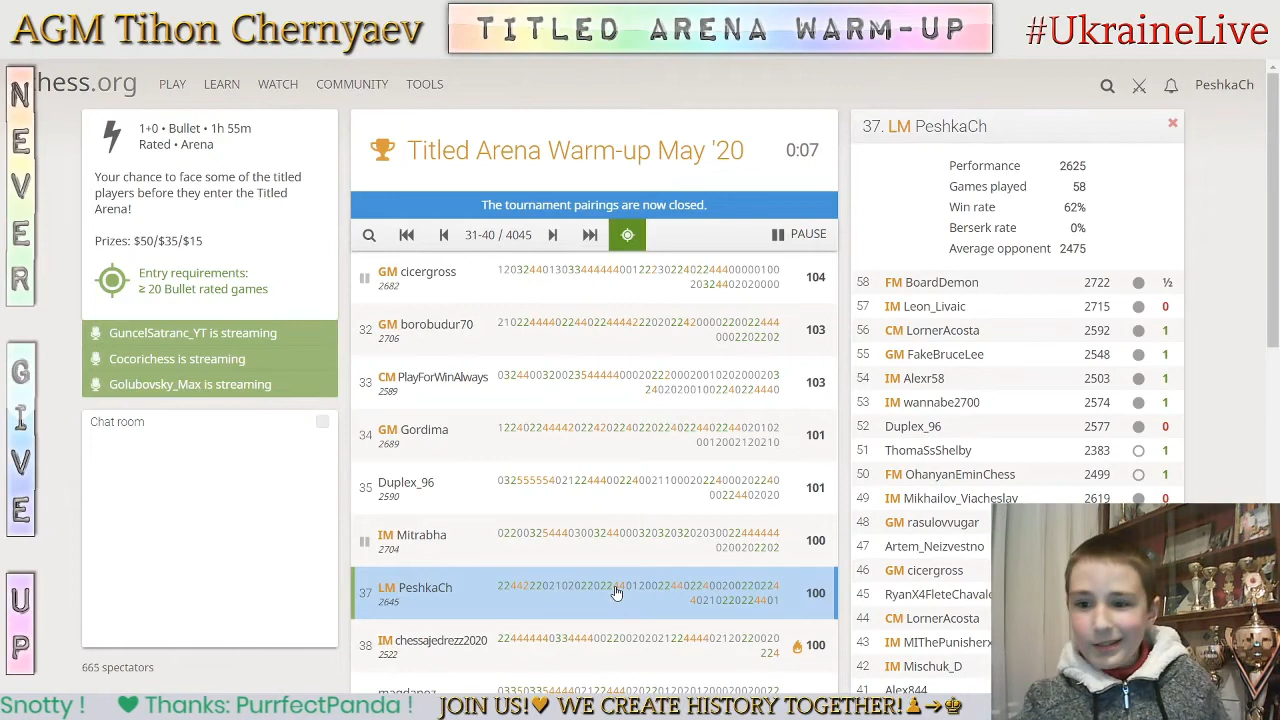 AGM Tihon Chernyaev
TITLED ARENA WARM-UP
#UkraineLive
NEVER
GIVE
UP
hess.org
PLAY
LEARN
WATCH
COMMUNITY
TOOLS
PeshkaCh
1+0 • Bullet • 1h 55m
Rated • Arena
Your chance to face some of the titled
players before they enter the Titled
Arena!
Prizes: $50/$35/$15
Entry requirements:
≥ 20 Bullet rated games
GuncelSatranc_YT is streaming
Cocorichess is streaming
Golubovsky_Max is streaming
Chat room
665 spectators
Titled Arena Warm-up May '20
0:07
The tournament pairings are now closed.
31-40 / 4045
PAUSE
GM cicergross
2682
104
32 GM borobudur70
2706
103
33 CM PlayForWinAlways
2589
103
34 GM Gordima
2689
101
35 Duplex_96
2590
101
IM Mitrabha
2704
100
37 LM PeshkaCh
2645
100
38 IM chessajedrezz2020
2522
100
37. LM PeshkaCh
Performance 2625
Games played 58
Win rate 62%
Berserk rate 0%
Average opponent 2475
58 FM BoardDemon 2722 ½
57 IM Leon_Livaic 2715 0
56 CM LornerAcosta 2592 1
55 GM FakeBruceLee 2548 1
54 IM Alexr58 2503 1
53 IM wannabe2700 2574 1
52 Duplex_96 2577 0
51 ThomaSsShelby 2383 1
50 FM OhanyanEminChess 2499 1
49 IM Mikhailov_Viacheslav 2619 0
48 GM rasulovvugar
47 Artem_Neizvestno
46 GM cicergross
45 RyanX4FleteChaval
44 CM LornerAcosta
43 IM MIThePunisher
42 IM Mischuk_D
41 Alex844
Snotty ! Thanks: PurrfectPanda !
JOIN US! WE CREATE HISTORY TOGETHER!